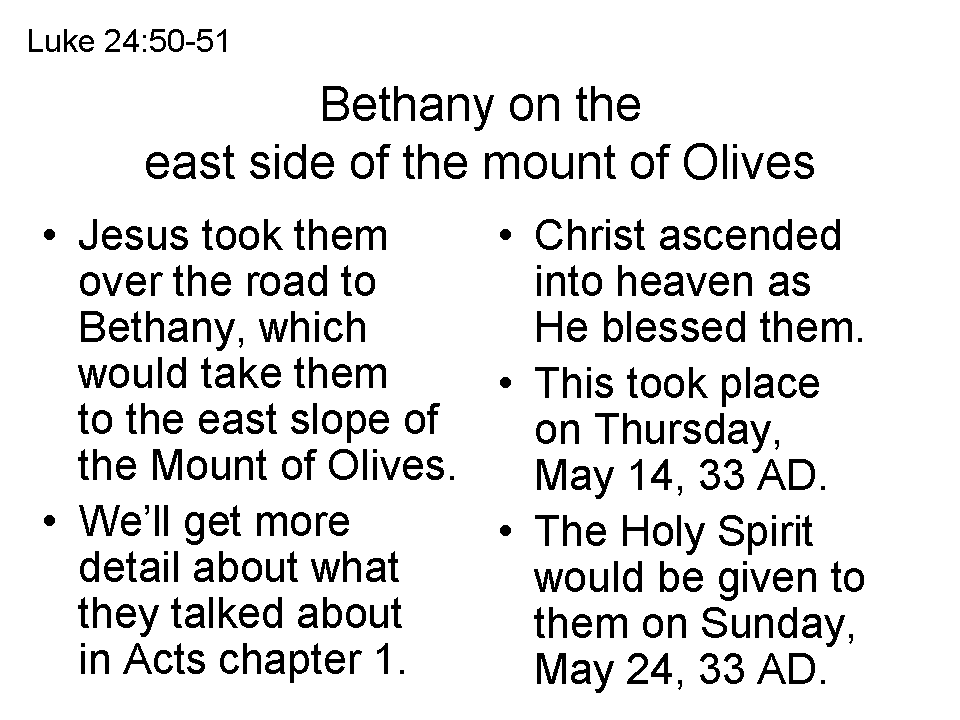 Luke 24:50-51
Bethany on the
east side of the mount of Olives
• Jesus took them
over the road to
Bethany, which
would take them
to the east slope of
the Mount of Olives.
• We’ll get more
detail about what
they talked about
in Acts chapter 1.
• Christ ascended
into heaven as
He blessed them.
• This took place
on Thursday,
May 14, 33 AD.
• The Holy Spirit
would be given to
them on Sunday,
May 24, 33 AD.